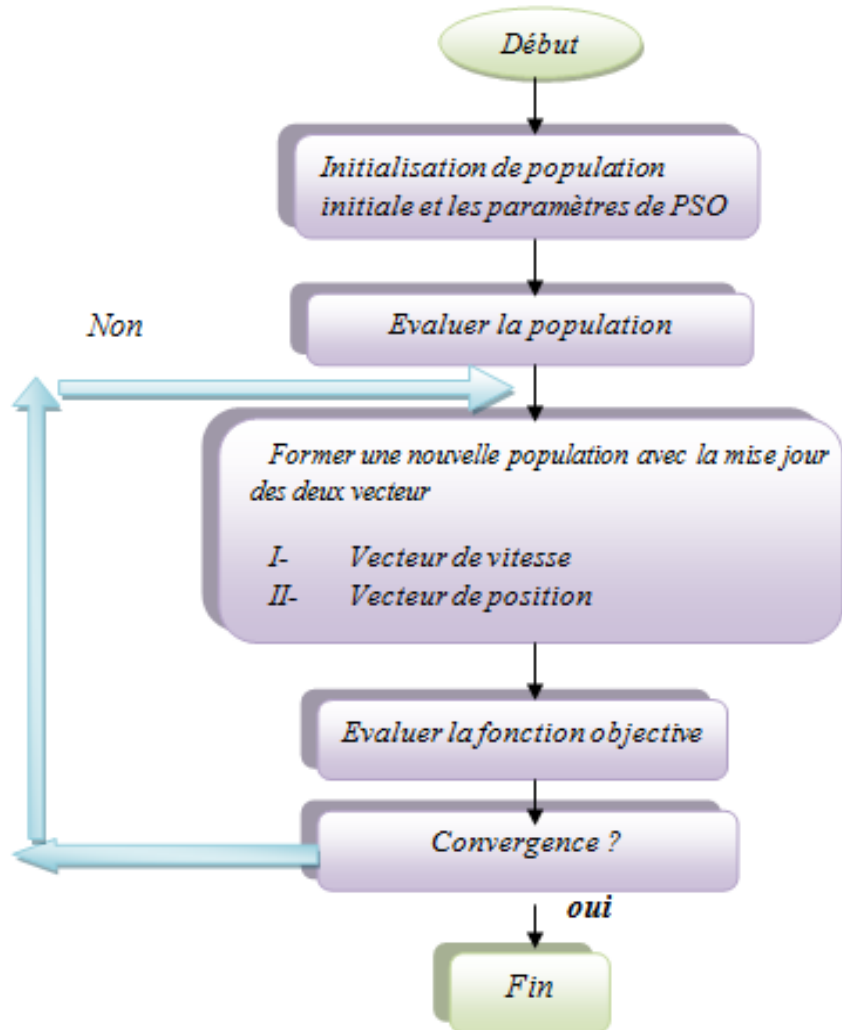 Début
Initialisation de population
initiale et les paramètres de PSO
Evaluer la population
Non
Former une nouvelle population avec la mise jour
des deux vecteur
I- Vecteur de vitesse
II- Vecteur de position
Evaluer la fonction objective
Convergence ?
oui
Fin